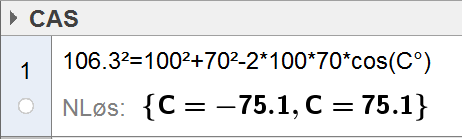 CAS
1
106.3²=100²+70²-2*100*70*cos(C°)
NLøs: {C = −75.1, C = 75.1}